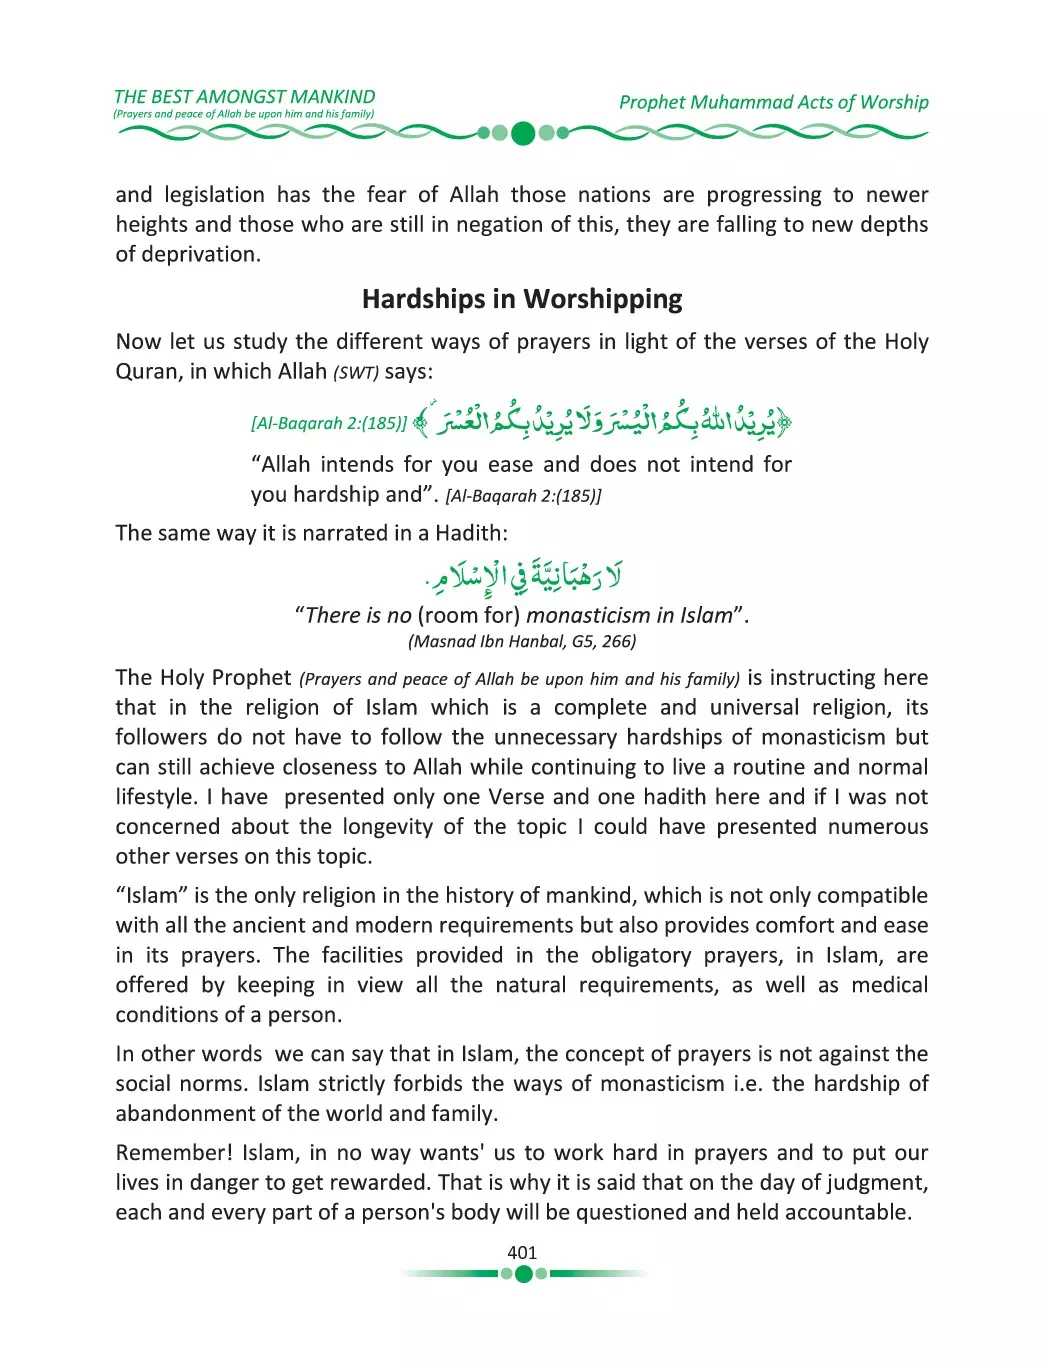 THE BEST AMONGST MANKIND
(Prayers and peace of Allah be upon him and his family)
Prophet Muhammad Acts of Worship
and legislation has the fear of Allah those nations are progressing to newer
heights and those who are still in negation of this, they are falling to new depths
of deprivation.
Hardships in Worshipping
Now let us study the different ways of prayers in light of the verses of the Holy
Quran, in which Allah (SWT) says:
﴿يُرِيْدُ اللهُ بِكُمُ الْيُسْرَ وَلَا يُرِيْدُ بِكُمُ الْعُسْرَ ۖ﴾ [Al-Baqarah 2:(185)]
“Allah intends for you ease and does not intend for
you hardship and”. [Al-Baqarah 2:(185)]
The same way it is narrated in a Hadith:
لَا رَهْبَانِيَّةَ فِي الْإِسْلَامِ.
“There is no (room for) monasticism in Islam”.
(Masnad Ibn Hanbal, G5, 266)
The Holy Prophet (Prayers and peace of Allah be upon him and his family) is instructing here
that in the religion of Islam which is a complete and universal religion, its
followers do not have to follow the unnecessary hardships of monasticism but
can still achieve closeness to Allah while continuing to live a routine and normal
lifestyle. I have  presented only one Verse and one hadith here and if I was not
concerned about the longevity of the topic I could have presented numerous
other verses on this topic.
“Islam” is the only religion in the history of mankind, which is not only compatible
with all the ancient and modern requirements but also provides comfort and ease
in its prayers. The facilities provided in the obligatory prayers, in Islam, are
offered by keeping in view all the natural requirements, as well as medical
conditions of a person.
In other words  we can say that in Islam, the concept of prayers is not against the
social norms. Islam strictly forbids the ways of monasticism i.e. the hardship of
abandonment of the world and family.
Remember! Islam, in no way wants' us to work hard in prayers and to put our
lives in danger to get rewarded. That is why it is said that on the day of judgment,
each and every part of a person's body will be questioned and held accountable.
401